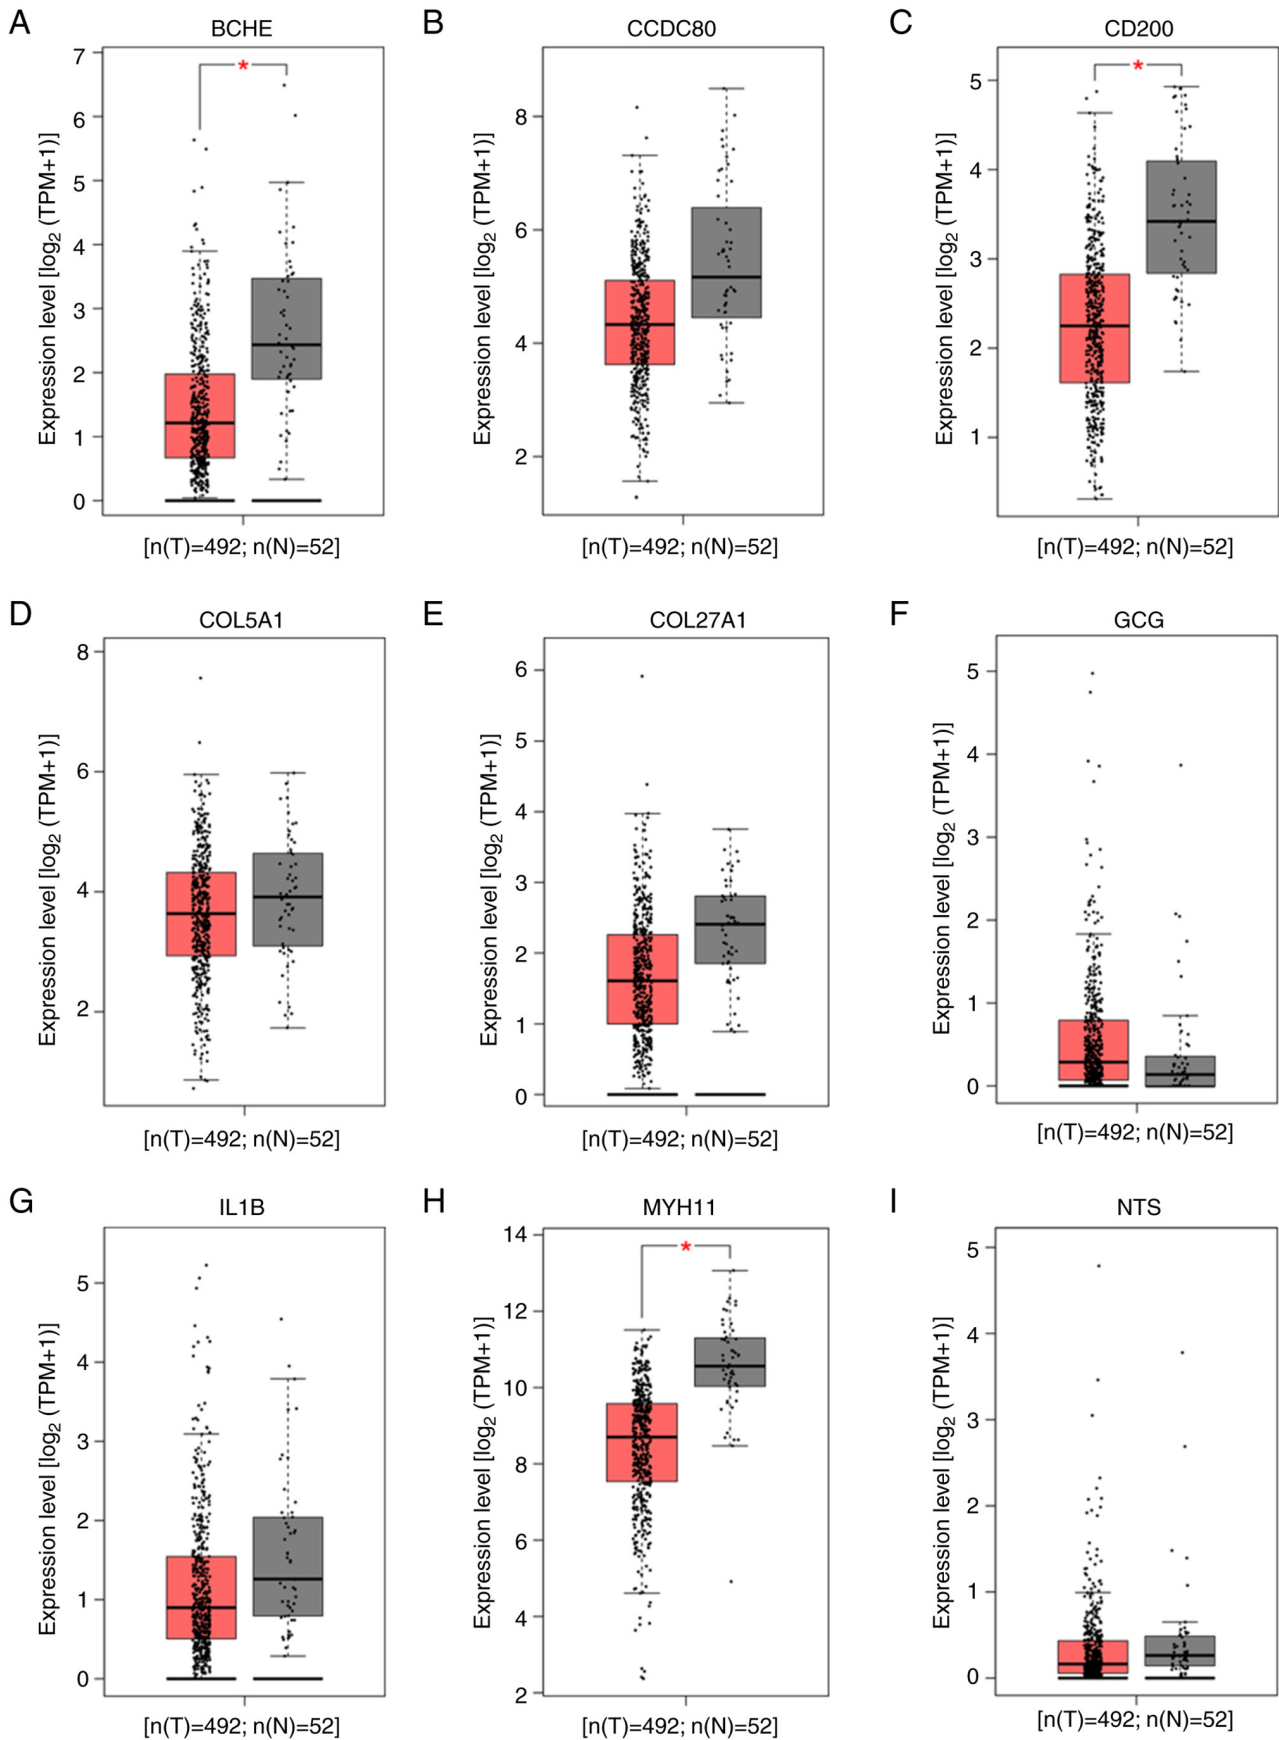 A
BCHE
Expression level [log2 (TPM+1)]
7
6
5
4
3
2
1
0
*
[n(T)=492; n(N)=52]
B
CCDC80
Expression level [log2 (TPM+1)]
8
6
4
2
[n(T)=492; n(N)=52]
C
CD200
Expression level [log2 (TPM+1)]
5
4
3
2
1
*
[n(T)=492; n(N)=52]
D
COL5A1
Expression level [log2 (TPM+1)]
8
6
4
2
[n(T)=492; n(N)=52]
E
COL27A1
Expression level [log2 (TPM+1)]
6
5
4
3
2
1
0
[n(T)=492; n(N)=52]
F
GCG
Expression level [log2 (TPM+1)]
5
4
3
2
1
0
[n(T)=492; n(N)=52]
G
IL1B
Expression level [log2 (TPM+1)]
5
4
3
2
1
0
[n(T)=492; n(N)=52]
H
MYH11
Expression level [log2 (TPM+1)]
14
12
10
8
6
4
2
*
[n(T)=492; n(N)=52]
I
NTS
Expression level [log2 (TPM+1)]
5
4
3
2
1
0
[n(T)=492; n(N)=52]